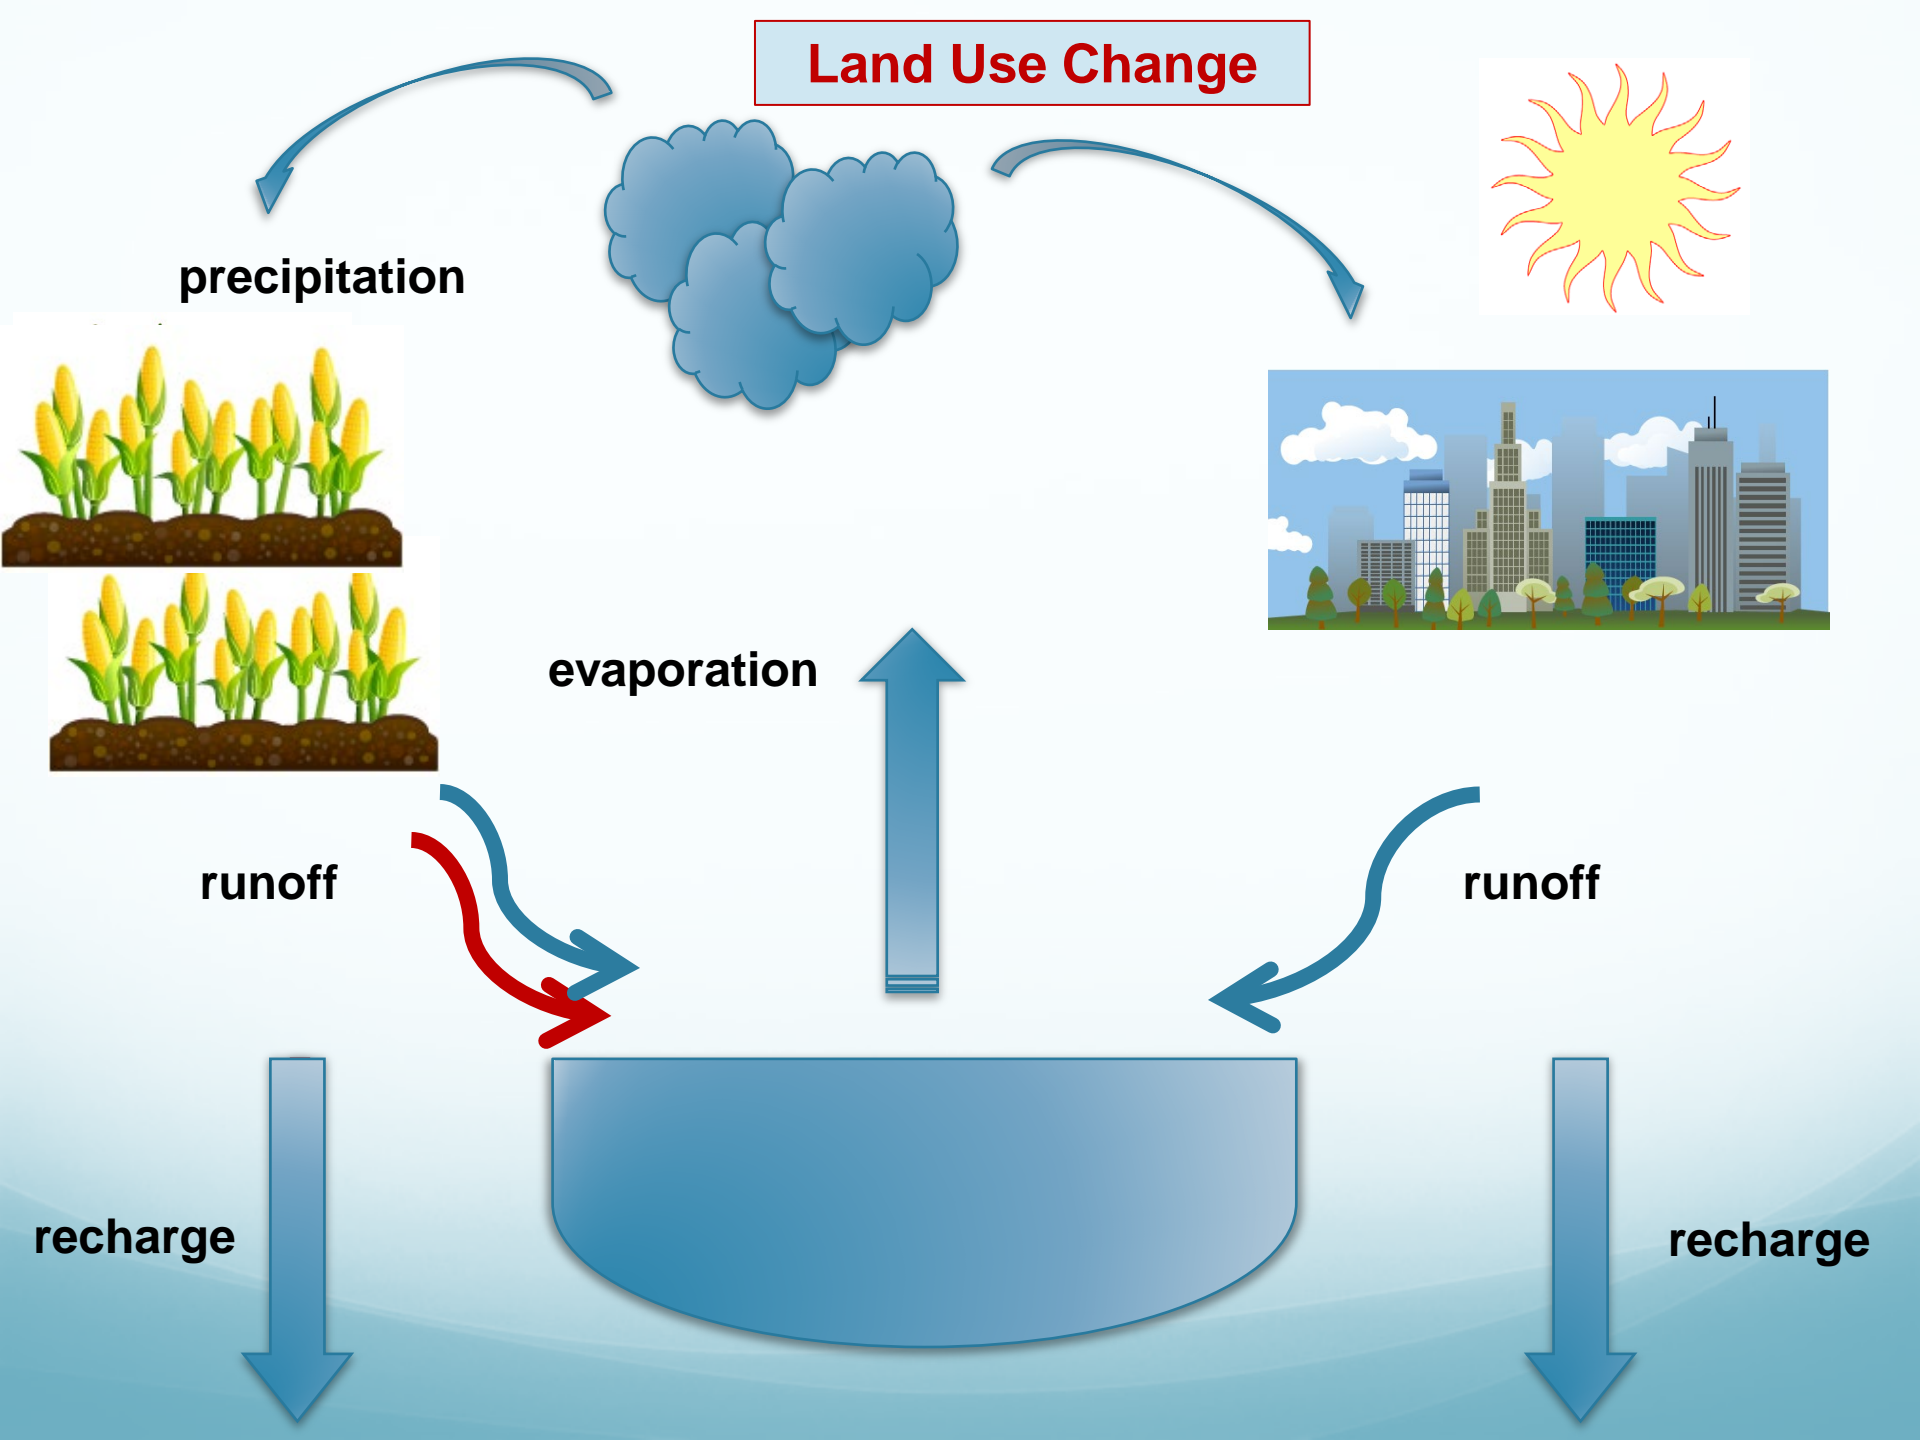 Land Use Change
precipitation
evaporation
runoff
runoff
recharge
recharge